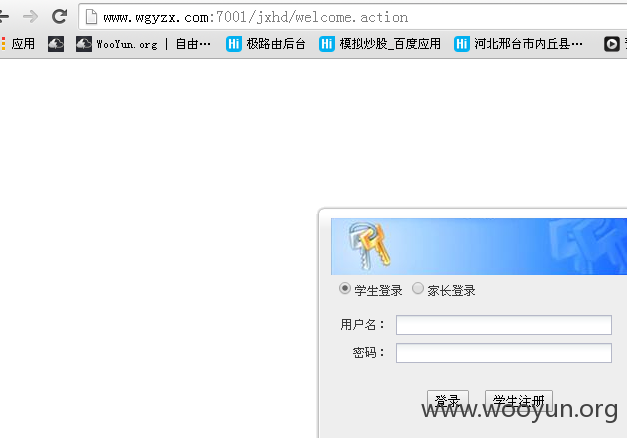 www.wgyzx.com:7001/jxhd/welcome.action
应用 WooYun.org | 自由… 极路由后台 模拟炒股_百度应用 河北邢台市内丘县…
学生登录 家长登录
用户名：
密码：
登录 学生注册
www.wooyun.org